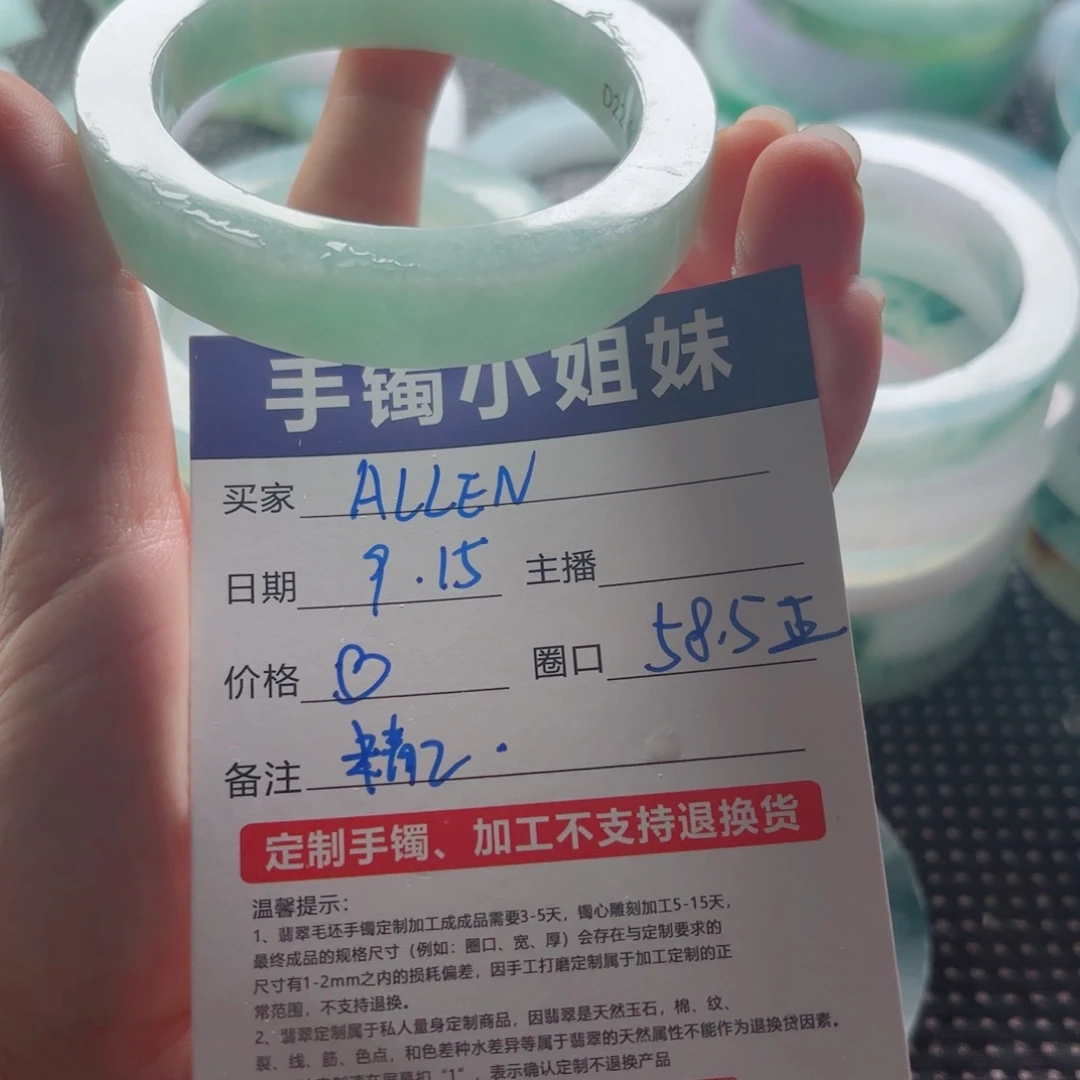 D22
手镯小姐妹
买家 ALLEN
日期 9.15 主播
价格 圈口 58.5正
备注 精
定制手镯、加工不支持退换货
温馨提示：
1、翡翠毛坯手镯定制加工成成品需要3-5天，镯心雕刻加工5-15天，
最终成品的规格尺寸（例如：圈口、宽、厚）会存在与定制要求的
尺寸有1-2mm之内的损耗偏差，因手工打磨定制属于加工定制的正
常范围，不支持退换。
2、翡翠定制属于私人量身定制商品，因翡翠是天然玉石，棉、纹、
裂、线、筋、色点，和色差种水差异等属于翡翠的天然属性不能作为退换货因素。
"1"，表示确认定制不退换产品